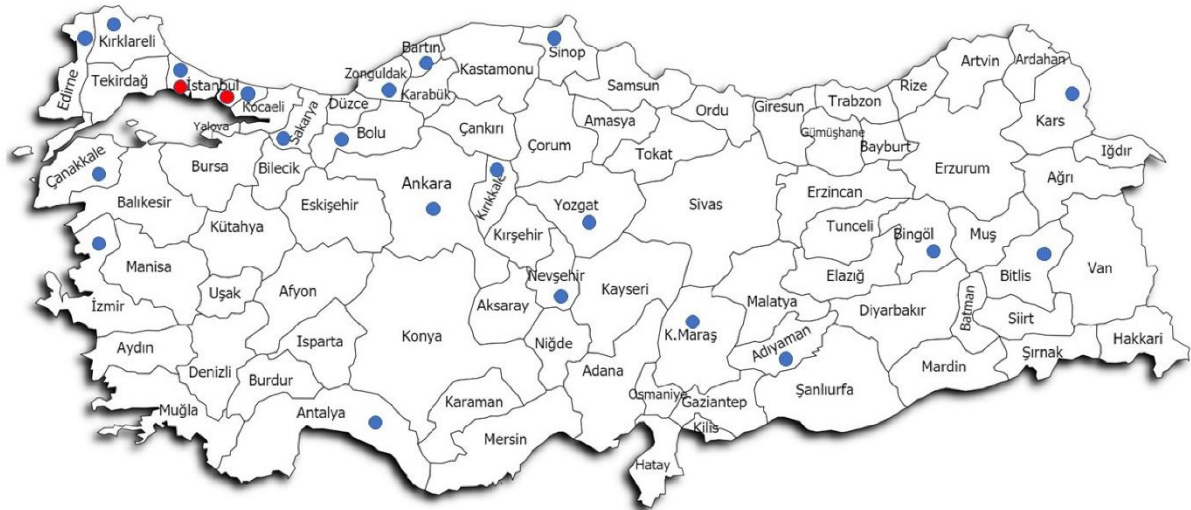 Kırklareli
Edirne
Tekirdağ
İstanbul
Kocaeli
Yalova
Sakarya
Düzce
Zonguldak
Bartın
Karabük
Kastamonu
Sinop
Samsun
Ordu
Giresun
Trabzon
Rize
Artvin
Ardahan
Kars
Iğdır
Ağrı
Erzurum
Bayburt
Gümüşhane
Tokat
Amasya
Çorum
Çankırı
Bolu
Bilecik
Bursa
Çanakkale
Balıkesir
Kütahya
Eskişehir
Ankara
Kırıkkale
Yozgat
Sivas
Erzincan
Tunceli
Bingöl
Muş
Bitlis
Van
Hakkari
Şırnak
Siirt
Batman
Diyarbakır
Elazığ
Malatya
Kayseri
Nevşehir
Kırşehir
Aksaray
Konya
Afyon
Uşak
Manisa
İzmir
Aydın
Denizli
Isparta
Burdur
Muğla
Antalya
Karaman
Mersin
Niğde
Adana
K.Maraş
Osmaniye
Gaziantep
Kilis
Hatay
Adıyaman
Şanlıurfa
Mardin